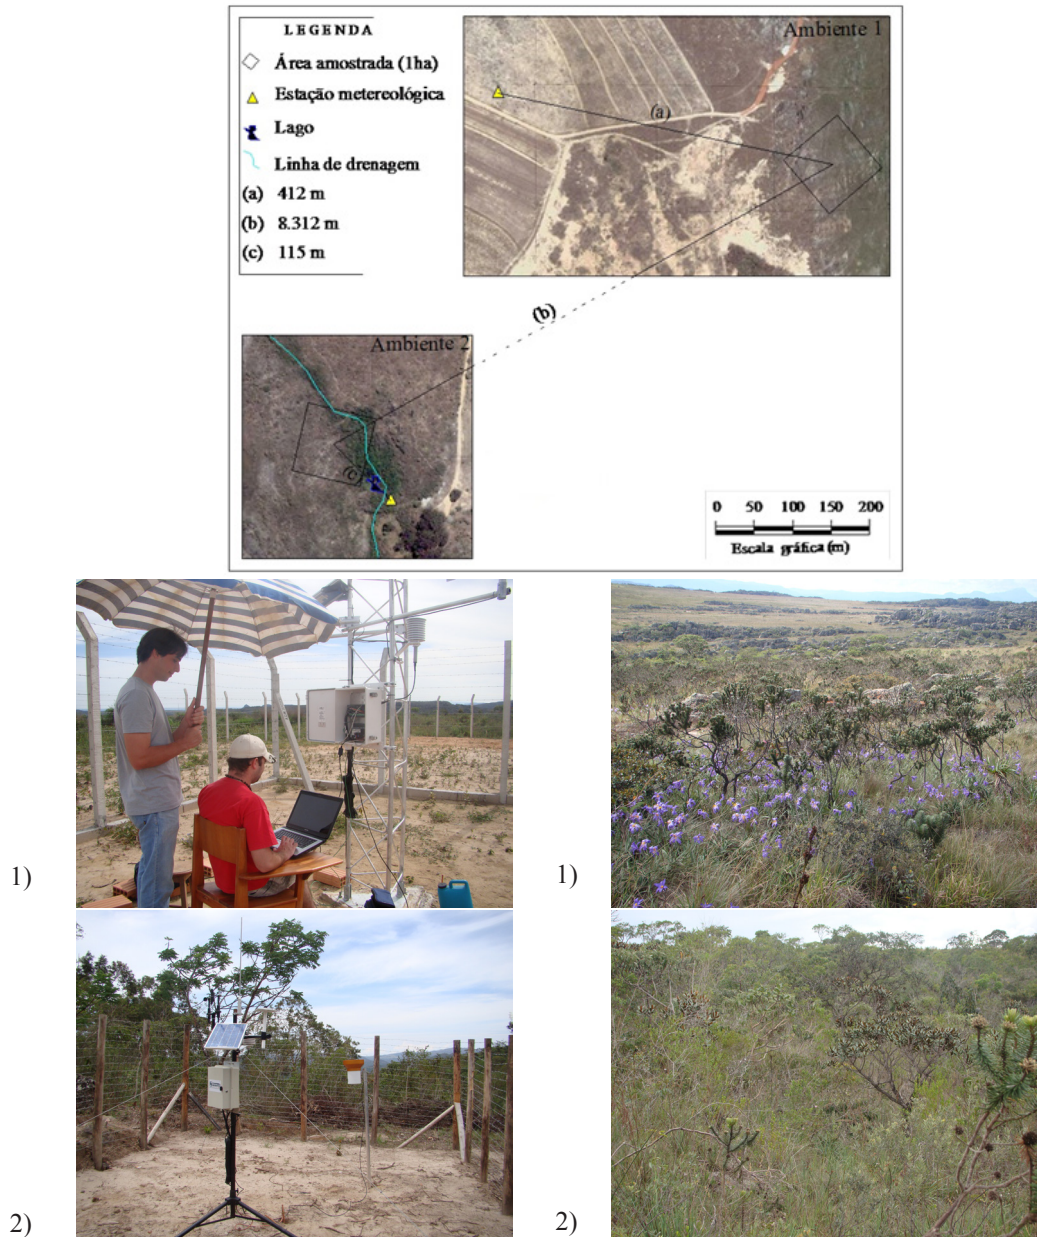 LEGENDA
Área amostrada (1ha)
Estação metereológica
Lago
Linha de drenagem
(a) 412 m
(b) 8.312 m
(c) 115 m
Ambiente 1
(a)
(b)
Ambiente 2
(c)
0 50 100 150 200
Escala gráfica (m)
1)
1)
2)
2)